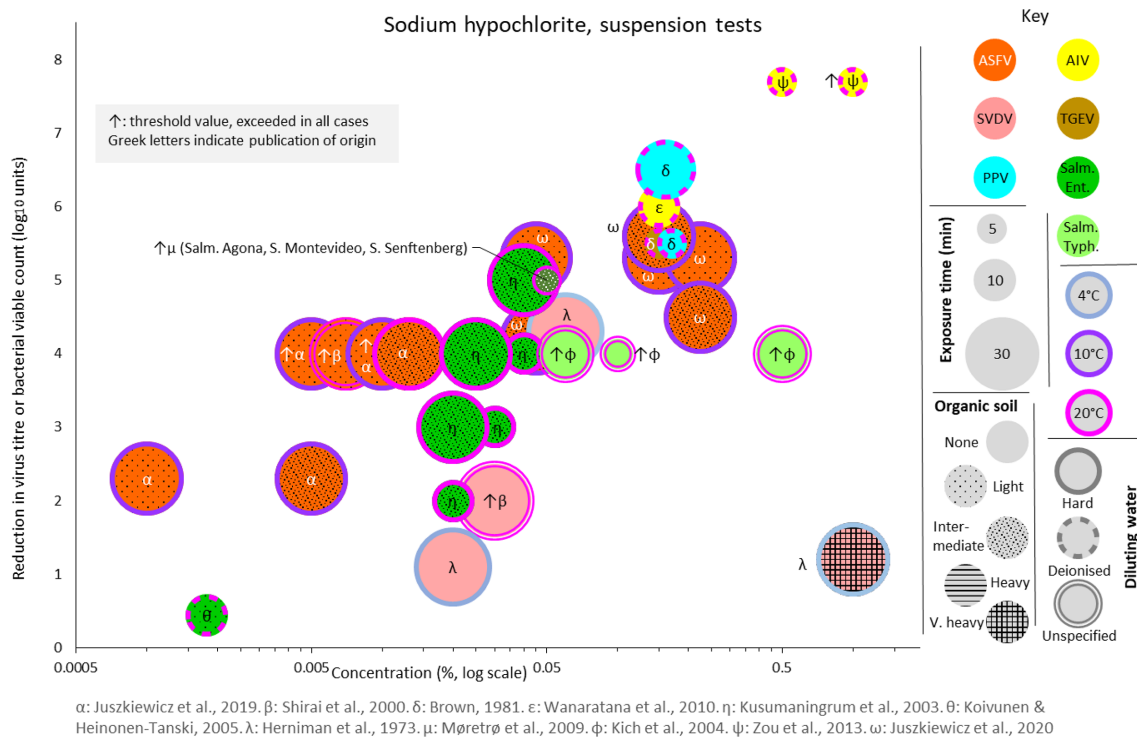 Sodium hypochlorite, suspension tests
Key
Reduction in virus titre or bacterial viable count (log10 units)
8
7
6
5
4
3
2
1
0
↑: threshold value, exceeded in all cases
Greek letters indicate publication of origin
↑μ (Salm. Agona, S. Montevideo, S. Senftenberg)
ψ
↑ ψ
δ
ε
ω
δ
δ
ω
ω
ω
η
ω
λ
ω
↑α
↑β
↑
α
α
η
η
↑ϕ
↑ϕ
↑ϕ
η
η
α
α
η
↑β
λ
λ
θ
0.0005
0.005
0.05
0.5
Concentration (%, log scale)
ASFV
AIV
SVDV
TGEV
PPV
Salm.
Ent.
Salm.
Typh.
Exposure time (min)
5
10
30
4°C
10°C
20°C
Organic soil
None
Light
Inter-
mediate
Heavy
V. heavy
Diluting water
Hard
Deionised
Unspecified
α: Juszkiewicz et al., 2019. β: Shirai et al., 2000. δ: Brown, 1981. ε: Wanaratana et al., 2010. η: Kusumaningrum et al., 2003. θ: Koivunen &
Heinonen-Tanski, 2005. λ: Herniman et al., 1973. μ: Møretrø et al., 2009. ϕ: Kich et al., 2004. ψ: Zou et al., 2013. ω: Juszkiewicz et al., 2020